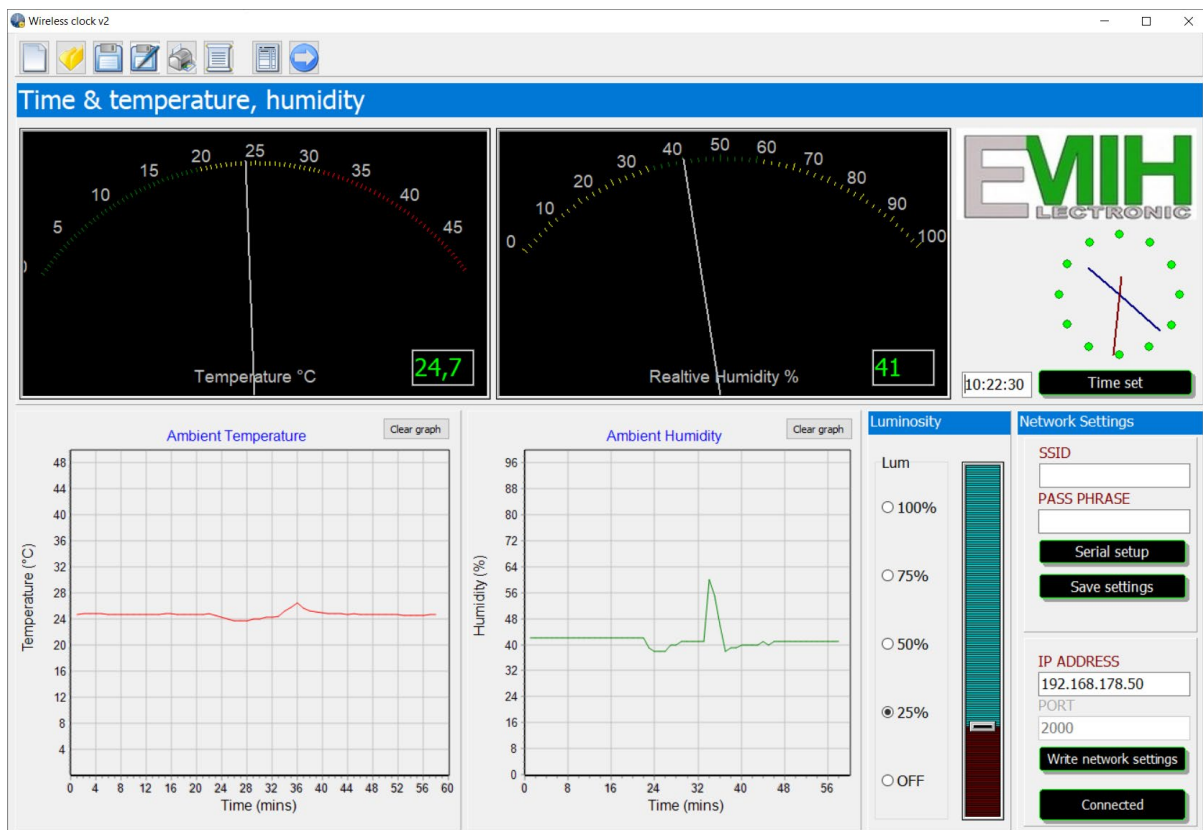 Wireless clock v2
Time & temperature, humidity
0 5 10 15 20 25 30 35 40 45
Temperature °C
24,7
0 10 20 30 40 50 60 70 80 90 100
Realtive Humidity %
41
EMIH
LECTRONIC
10:22:30
Time set
Ambient Temperature
Clear graph
Temperature (°C)
48
44
40
36
32
28
24
20
16
12
8
4
0 4 8 12 16 20 24 28 32 36 40 44 48 52 56 60
Time (mins)
Ambient Humidity
Clear graph
Humidity (%)
96
88
80
72
64
56
48
40
32
24
16
8
0
0 8 16 24 32 40 48 56
Time (mins)
Luminosity
Lum
100%
75%
50%
25%
OFF
Network Settings
SSID
PASS PHRASE
Serial setup
Save settings
IP ADDRESS
192.168.178.50
PORT
2000
Write network settings
Connected